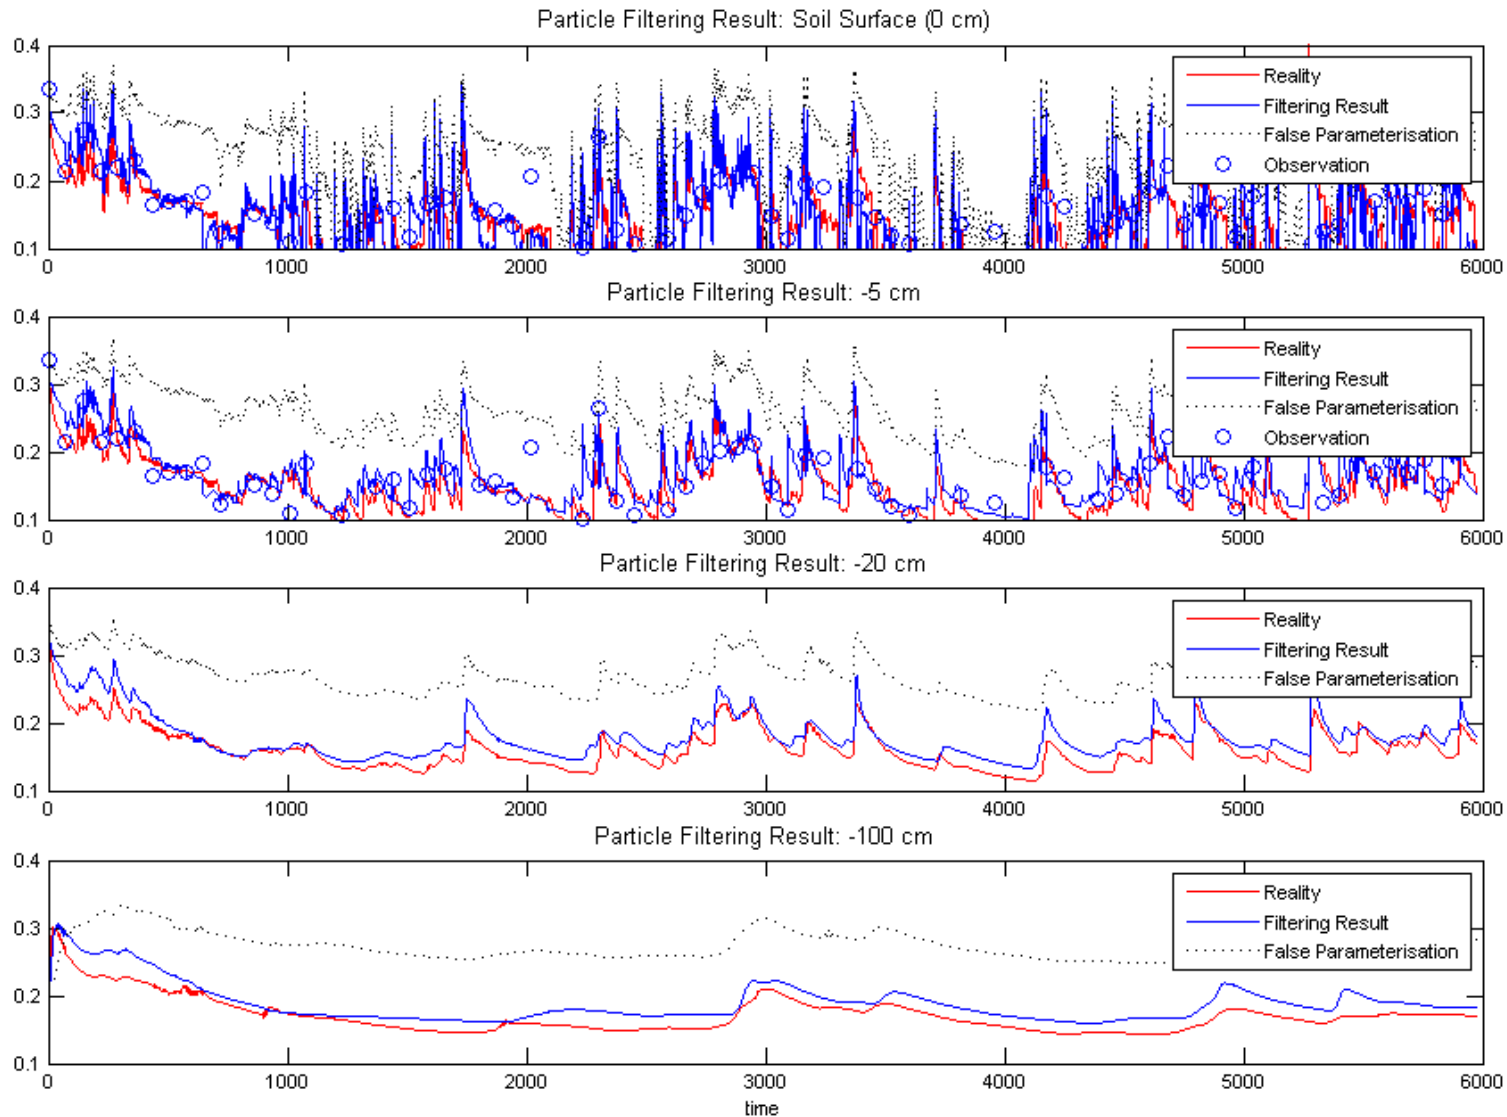 Particle Filtering Result: Soil Surface (0 cm)
0.4
0.3
0.2
0.1
Reality
Filtering Result
False Parameterisation
Observation
0 1000 2000 3000 4000 5000 6000
Particle Filtering Result: -5 cm
0.4
0.3
0.2
0.1
Reality
Filtering Result
False Parameterisation
Observation
0 1000 2000 3000 4000 5000 6000
Particle Filtering Result: -20 cm
0.4
0.3
0.2
0.1
Reality
Filtering Result
False Parameterisation
0 1000 2000 3000 4000 5000 6000
Particle Filtering Result: -100 cm
0.4
0.3
0.2
0.1
Reality
Filtering Result
False Parameterisation
0 1000 2000 3000 4000 5000 6000
time